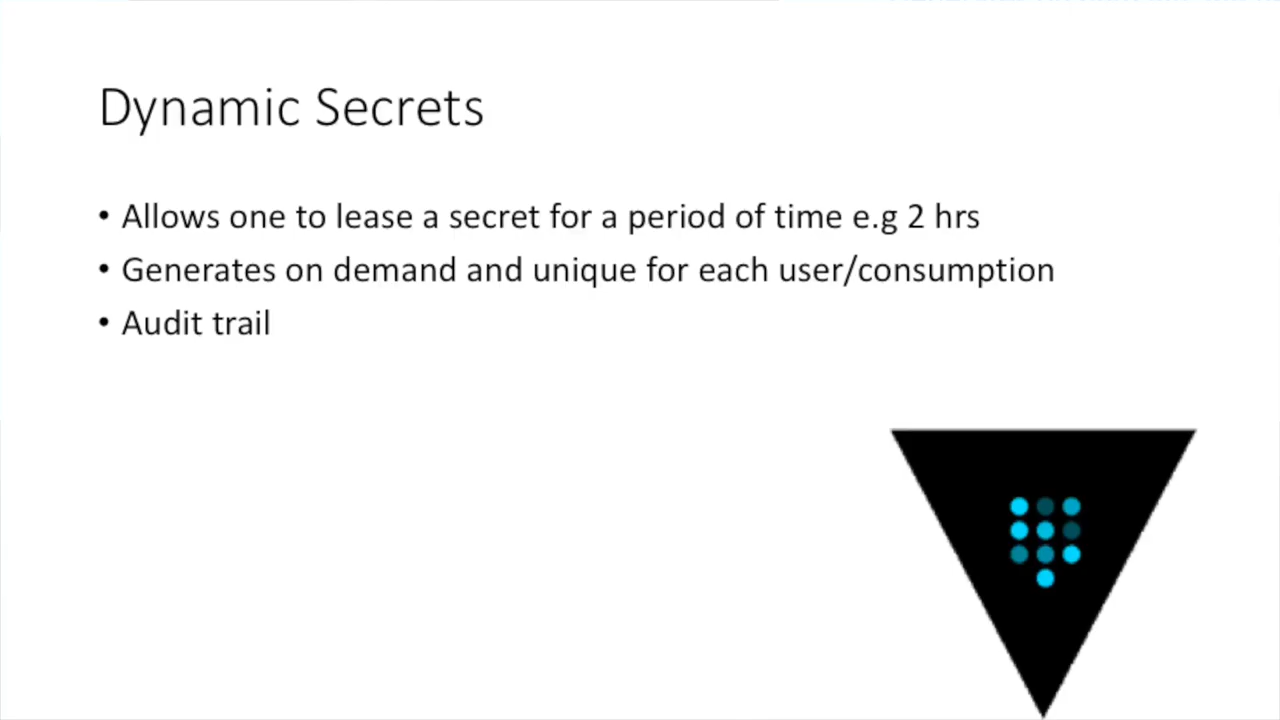 Dynamic Secrets
• Allows one to lease a secret for a period of time e.g 2 hrs
• Generates on demand and unique for each user/consumption
• Audit trail